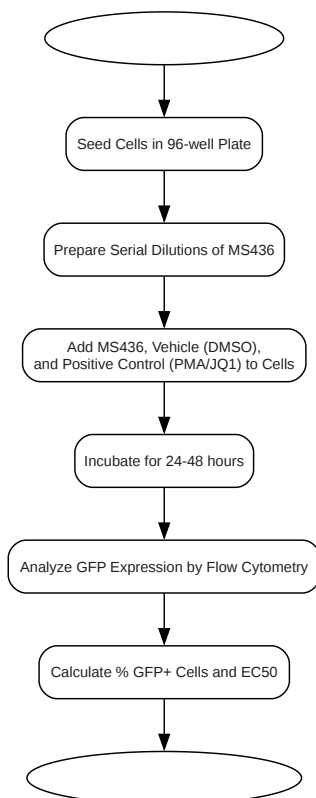 Seed Cells in 96-well Plate
Prepare Serial Dilutions of MS436
Add MS436, Vehicle (DMSO),
and Positive Control (PMA/JQ1) to Cells
Incubate for 24-48 hours
Analyze GFP Expression by Flow Cytometry
Calculate % GFP+ Cells and EC50